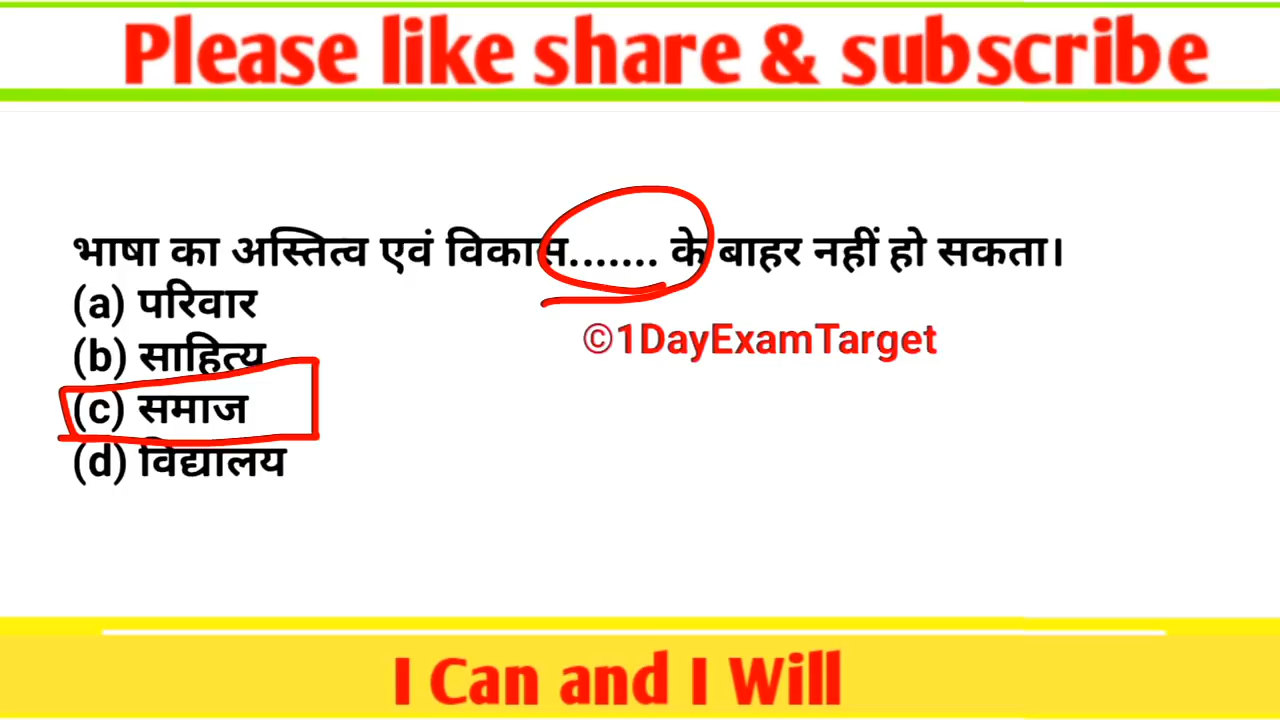 Please like share & subscribe
भाषा का अस्तित्व एवं विकास....... के बाहर नहीं हो सकता।
(a) परिवार
(b) साहित्य
©1DayExamTarget
(c) समाज
(d) विद्यालय
I Can and I Will